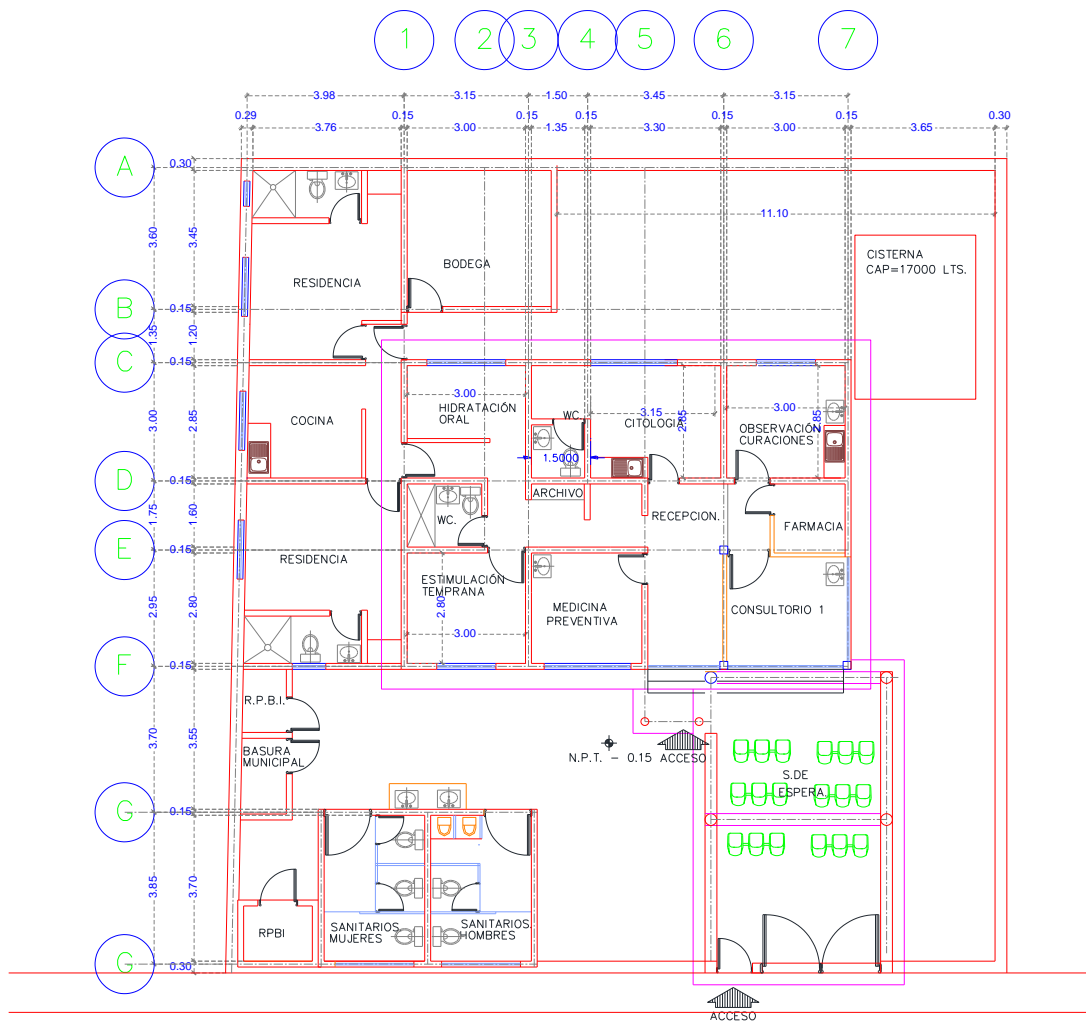 1 2 3 4 5 6 7
3.98 3.15 1.50 3.45 3.15
0.29 0.15 0.15 0.15 0.15 0.15 0.30
3.76 3.00 1.35 3.30 3.00 3.65
A
0.30
11.10
3.60
3.45
CISTERNA
CAP=17000 LTS.
BODEGA
RESIDENCIA
B
0.15
1.35
1.20
C
0.15
3.00
2.85
3.00
HIDRATACIÓN
ORAL
WC.
3.15
CITOLOGIA
2.85
3.00
OBSERVACIÓN
CURACIONES
2.85
COCINA
1.5000
D
0.15
ARCHIVO
1.75
1.60
WC.
RECEPCION.
FARMACIA
E
0.15
RESIDENCIA
ESTIMULACIÓN
TEMPRANA
2.80
3.00
MEDICINA
PREVENTIVA
CONSULTORIO 1
2.95
2.80
F
0.15
R.P.B.I.
BASURA
MUNICIPAL
3.70
3.55
N.P.T. - 0.15 ACCESO
S.DE
ESPERA.
G
0.15
3.85
3.70
RPBI
SANITARIOS
MUJERES
SANITARIOS
HOMBRES
G
0.30
ACCESO